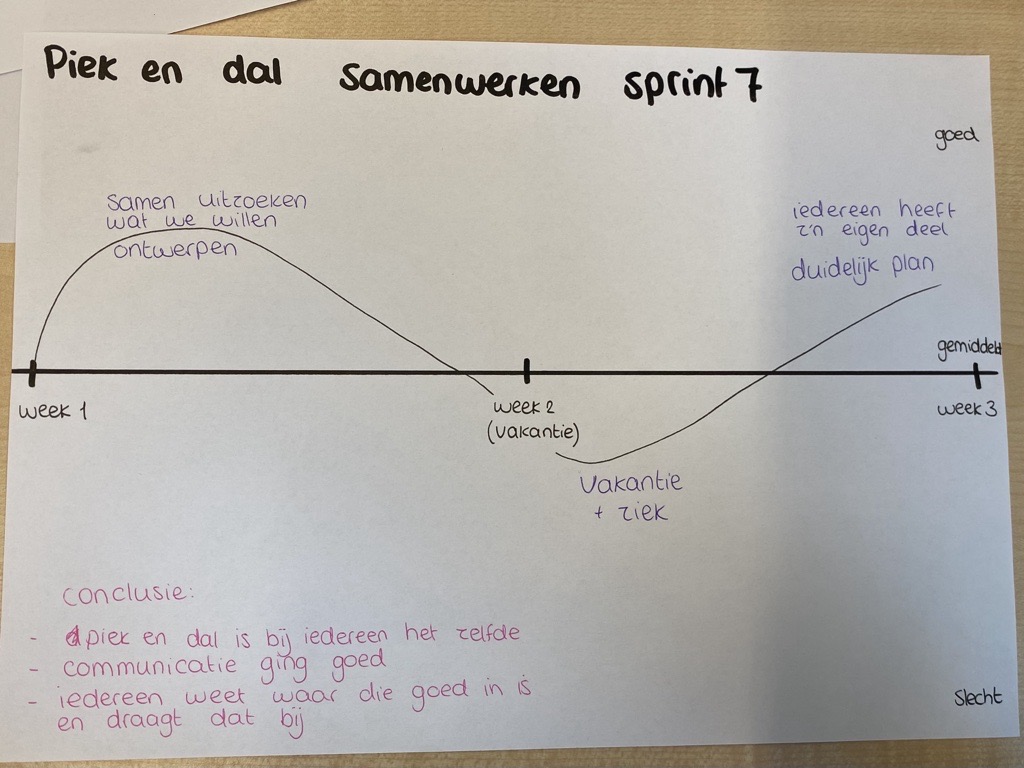 Piek en dal samenwerken sprint 7
goed
samen uitzoeken
wat we willen
ontwerpen
iedereen heeft
z'n eigen deel
duidelijk plan
gemiddeld
week 1
week 2
(vakantie)
week 3
vakantie
+ ziek
conclusie:
- piek en dal is bij iedereen het zelfde
- communicatie ging goed
- iedereen weet waar die goed in is
en draagt dat bij
slecht